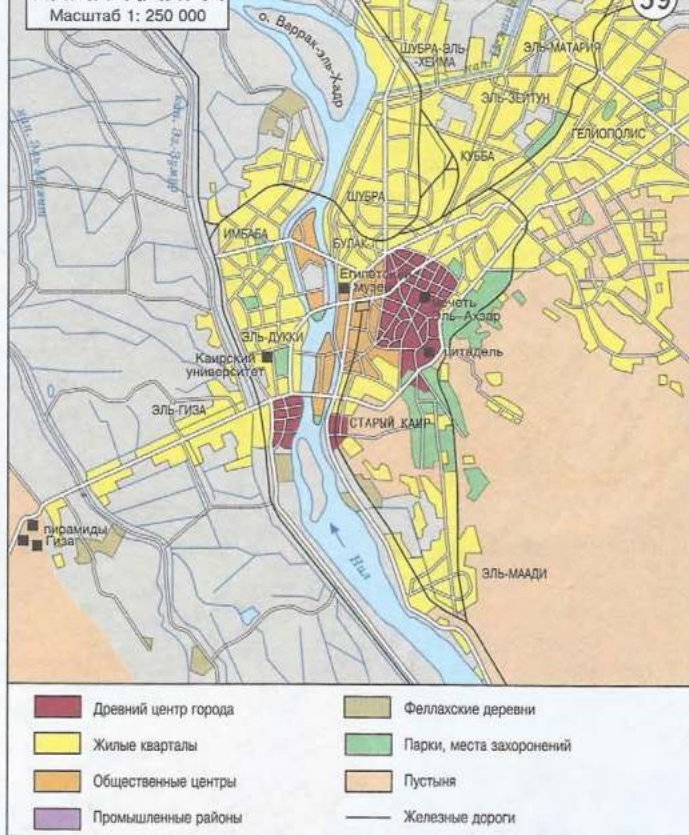 Масштаб 1: 250 000
59
о. Варрак-эль-Хадр
ШУБРА-ЭЛЬ-
-ХЕЙМА
ЭЛЬ-МАТАРИЯ
ЭЛЬ-ЗЕЙТУН
ГЕЛИОПОЛИС
КУББА
ШУБРА
ИМБАБА
БУЛАК
Египетский
музей
мечеть
Эль-Ахзар
ЭЛЬ-ДУККИ
цитадель
Каирский
университет
ЭЛЬ-ГИЗА
СТАРЫЙ КАИР
пирамиды
Гиза
Нил
ЭЛЬ-МААДИ
Древний центр города
Жилые кварталы
Общественные центры
Промышленные районы
Феллахские деревни
Парки, места захоронений
Пустыня
Железные дороги